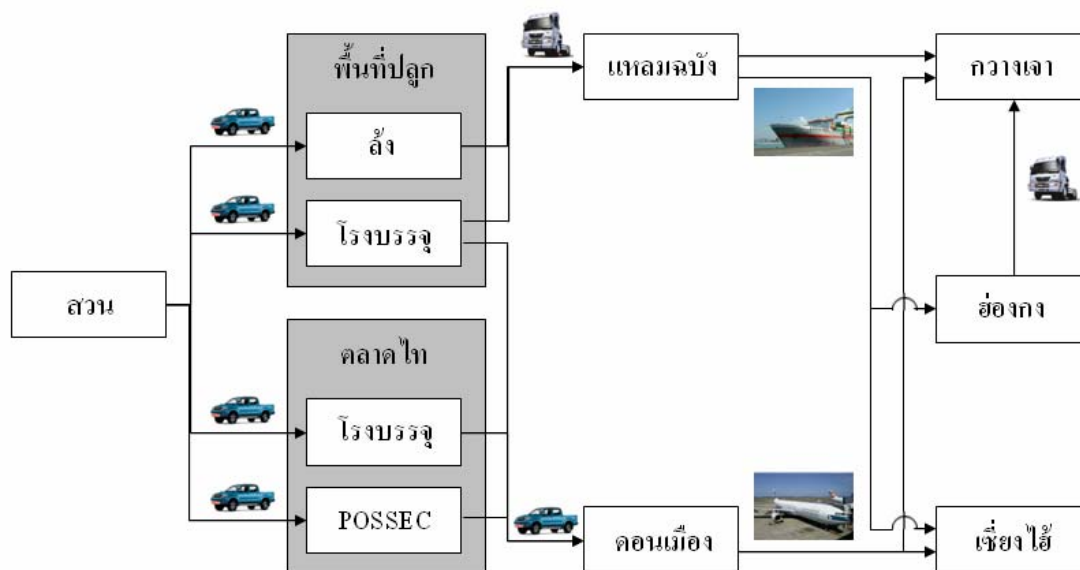 พื้นที่ปลูก
ล้ง
โรงบรรจุ
สวน
ตลาดไท
โรงบรรจุ
POSSEC
แหลมฉบัง
ดอนเมือง
กวางเจา
ฮ่องกง
เซี่ยงไฮ้